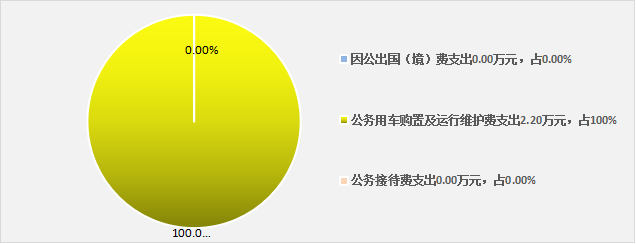 0.00%
因公出国（境）费支出0.00万元，占0.00%
公务用车购置及运行维护费支出2.20万元，占100%
公务接待费支出0.00万元，占0.00%
100.0...